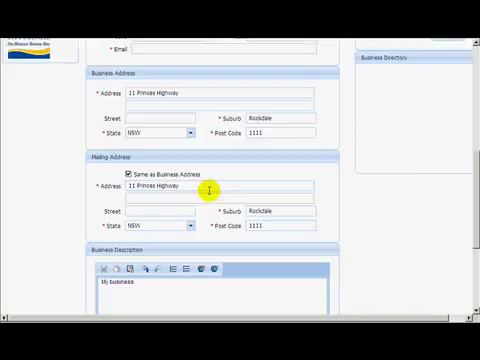 * Email
Business Directory
Business Address
* Address 11 Princes Highway
Street * Suburb Rockdale
* State NSW * Post Code 1111
Mailing Address
Same as Business Address
* Address 11 Princes Highway
Street * Suburb Rockdale
* State NSW * Post Code 1111
Business Description
My business